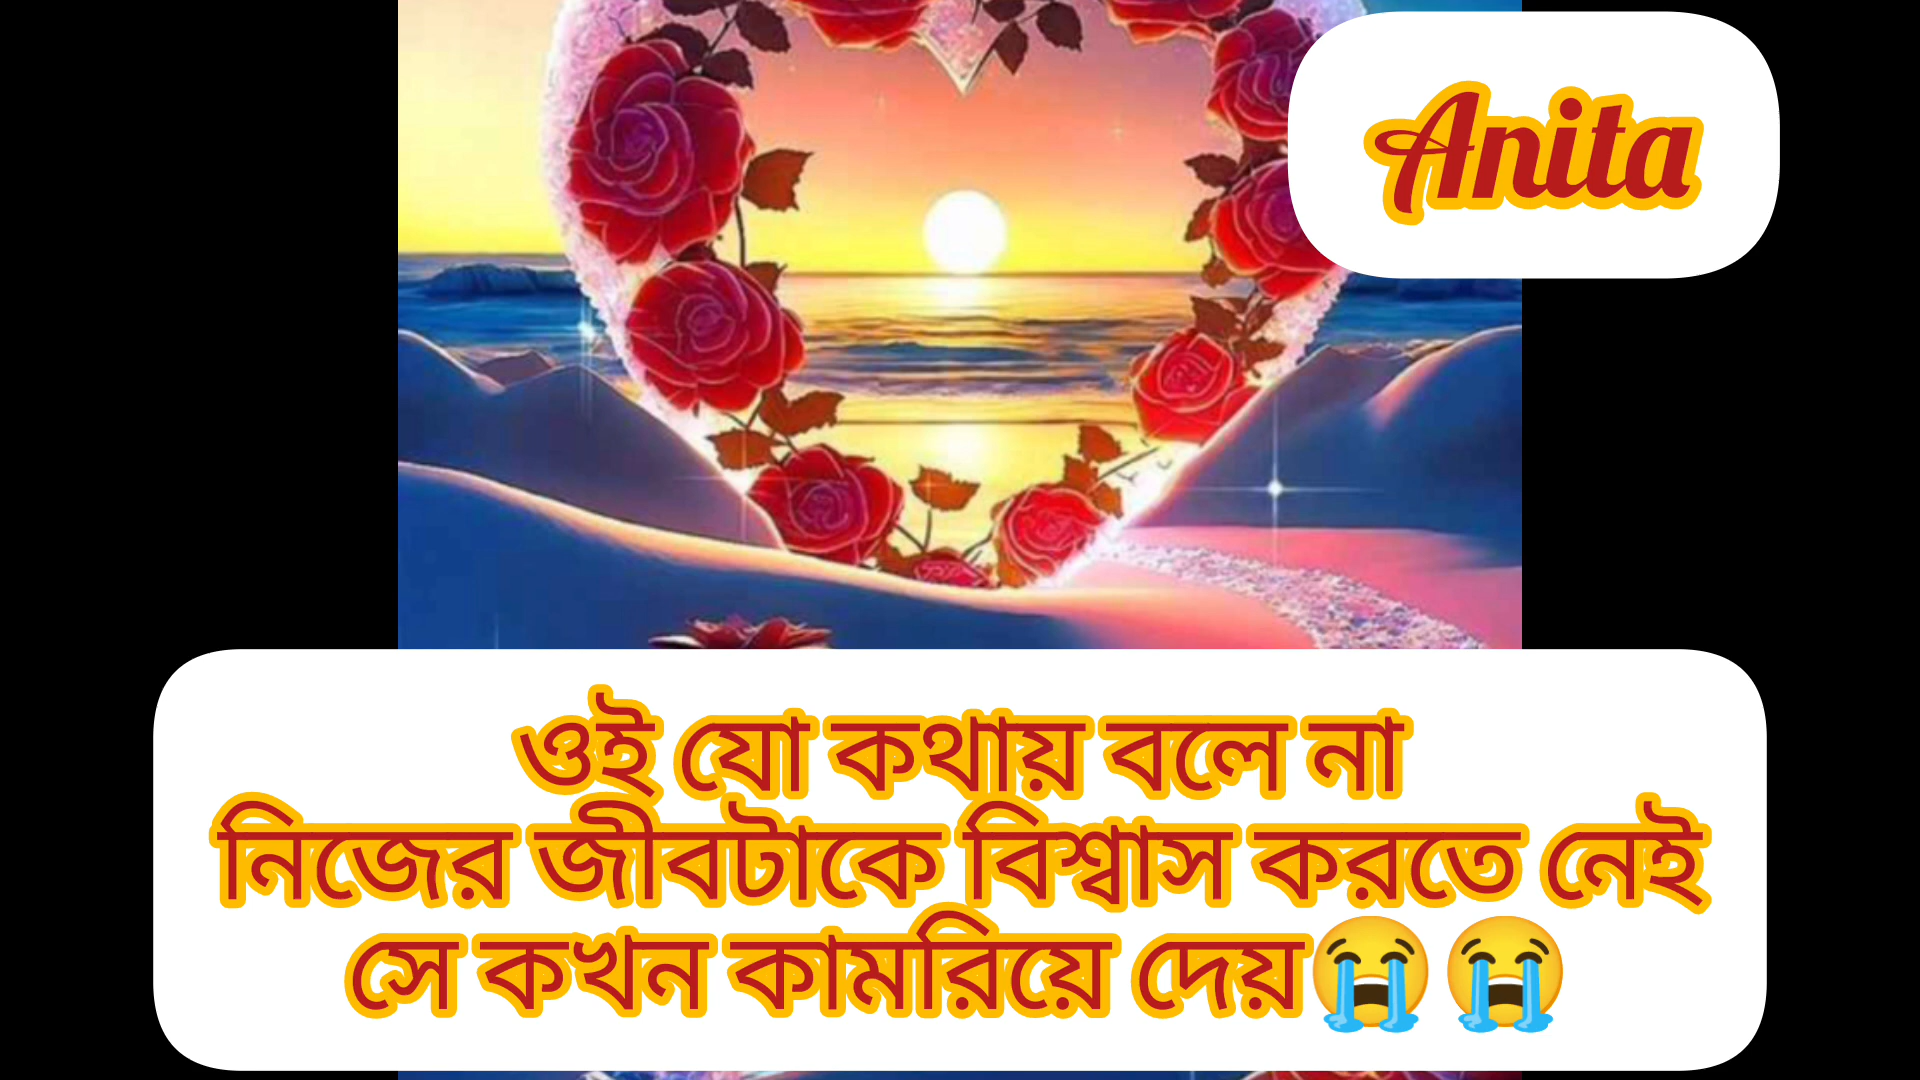 Anita
ওই যো কথায় বলে না
নিজের জীবটাকে বিশ্বাস করতে নেই
সে কখন কামরিয়ে দেয়😭😭